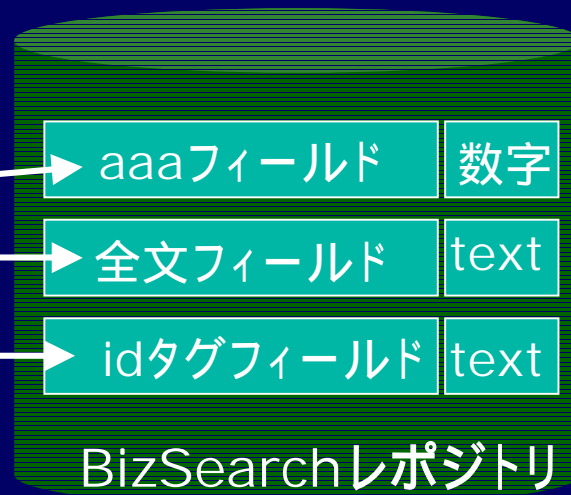 aaaフィールド 数字
全文フィールド text
idタグフィールド text
BizSearchレポジトリ